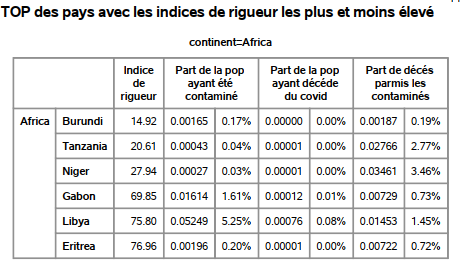 TOP des pays avec les indices de rigueur les plus et moins élevé
continent=Africa
Indice de rigueur Part de la pop ayant été contaminé Part de la pop ayant décéde du covid Part de décés parmis les contaminés
Africa Burundi 14.92 0.00165 0.17% 0.00000 0.00% 0.00187 0.19%
Tanzania 20.61 0.00043 0.04% 0.00001 0.00% 0.02766 2.77%
Niger 27.94 0.00027 0.03% 0.00001 0.00% 0.03461 3.46%
Gabon 69.85 0.01614 1.61% 0.00012 0.01% 0.00729 0.73%
Libya 75.80 0.05249 5.25% 0.00076 0.08% 0.01453 1.45%
Eritrea 76.96 0.00196 0.20% 0.00001 0.00% 0.00722 0.72%